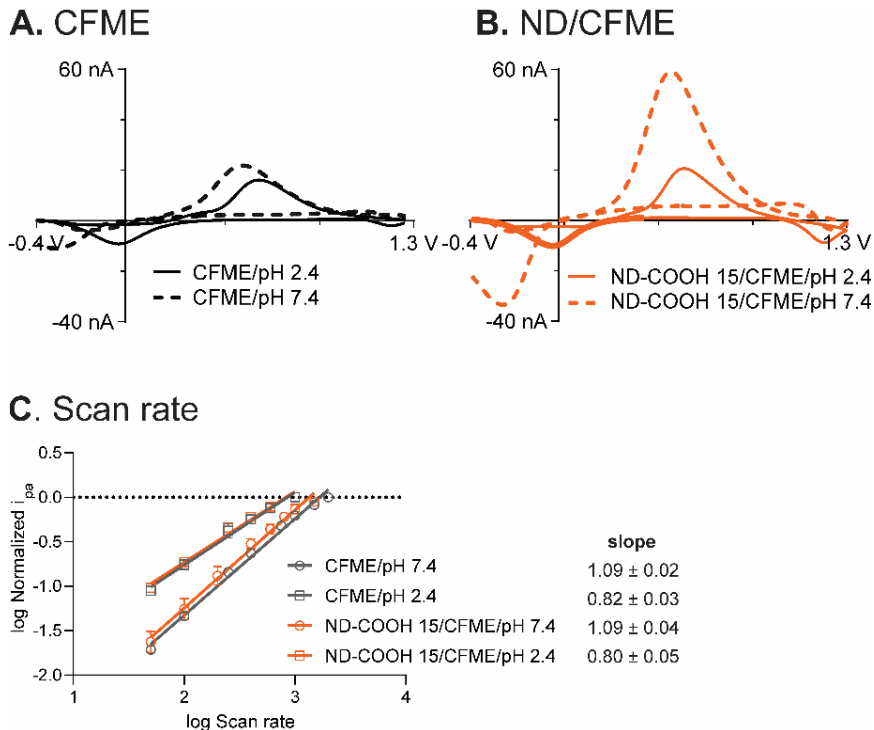 A. CFME
B. ND/CFME
60 nA
-0.4 V
1.3 V
CFME/pH 2.4
CFME/pH 7.4
-40 nA
60 nA
-0.4 V
1.3 V
ND-COOH 15/CFME/pH 2.4
ND-COOH 15/CFME/pH 7.4
-40 nA
C. Scan rate
log Normalized ipa
0.5
0.0
-0.5
-1.0
-1.5
-2.0
1
2
3
4
log Scan rate
slope
CFME/pH 7.4 1.09 ± 0.02
CFME/pH 2.4 0.82 ± 0.03
ND-COOH 15/CFME/pH 7.4 1.09 ± 0.04
ND-COOH 15/CFME/pH 2.4 0.80 ± 0.05